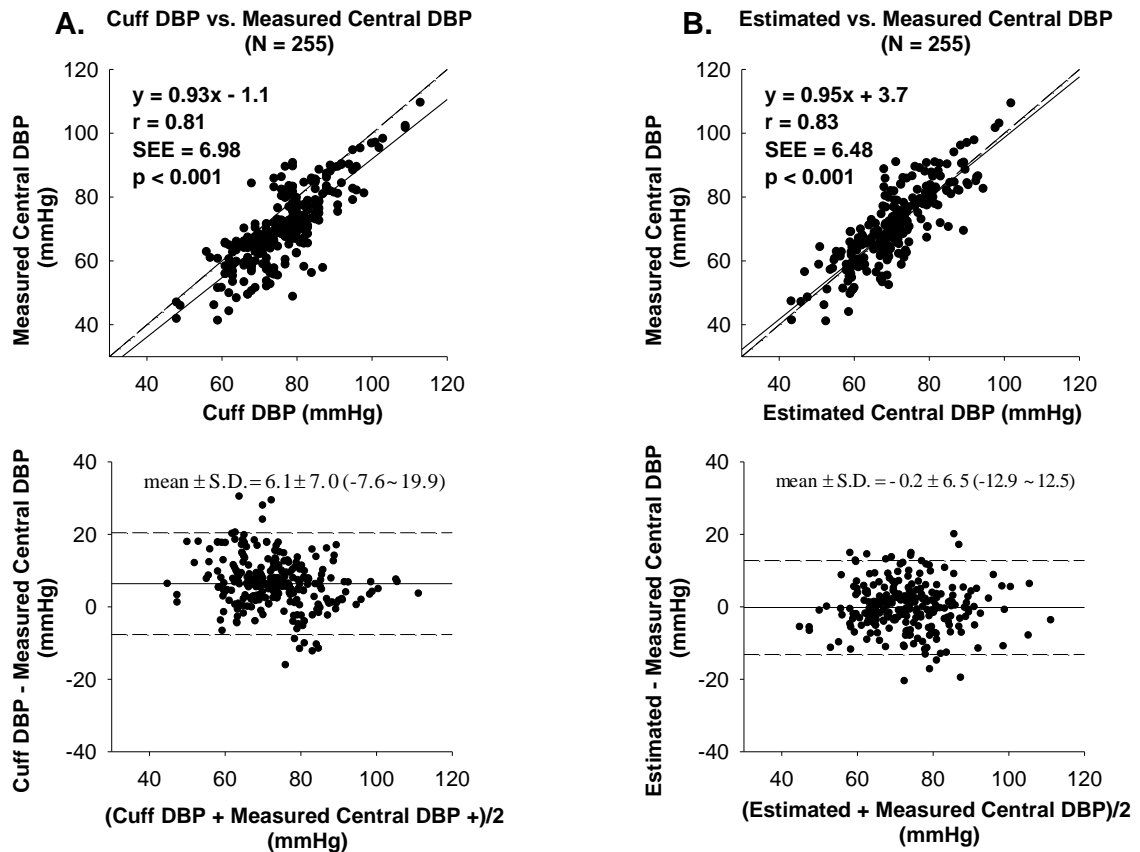 A.
Cuff DBP vs. Measured Central DBP
(N = 255)
120
100
80
60
40
Measured Central DBP
(mmHg)
y = 0.93x - 1.1
r = 0.81
SEE = 6.98
p < 0.001
40 60 80 100 120
Cuff DBP (mmHg)
B.
Estimated vs. Measured Central DBP
(N = 255)
120
100
80
60
40
Measured Central DBP
(mmHg)
y = 0.95x + 3.7
r = 0.83
SEE = 6.48
p < 0.001
40 60 80 100 120
Estimated Central DBP (mmHg)
40
20
0
-20
-40
Cuff DBP - Measured Central DBP
(mmHg)
mean ± S.D. = 6.1 ± 7.0 (-7.6 ~ 19.9)
40 60 80 100 120
(Cuff DBP + Measured Central DBP +)/2
(mmHg)
40
20
0
-20
-40
Estimated - Measured Central DBP
(mmHg)
mean ± S.D. = - 0.2 ± 6.5 (-12.9 ~ 12.5)
40 60 80 100 120
(Estimated + Measured Central DBP)/2
(mmHg)